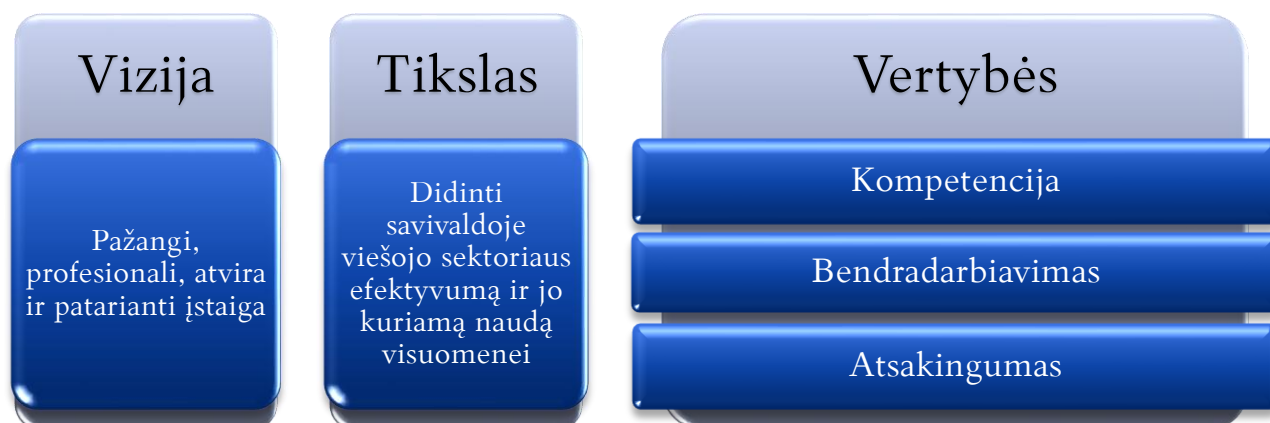 Vizija
Pažangi,
profesionali, atvira
ir patarianti įstaiga
Tikslas
Didinti
savivaldoje
viešojo sektoriaus
efektyvumą ir jo
kuriamą naudą
visuomenei
Vertybės
Kompetencija
Bendradarbiavimas
Atsakingumas